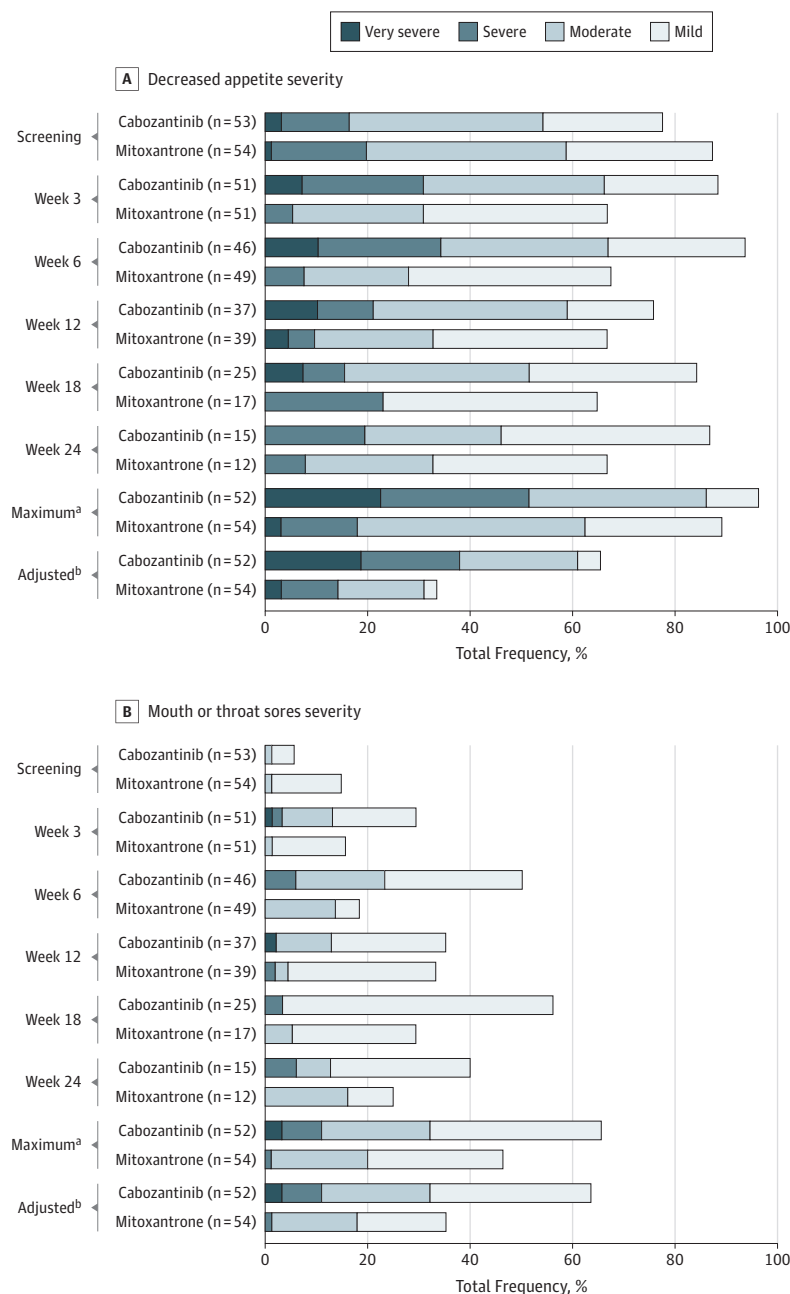 Very severe Severe Moderate Mild
A Decreased appetite severity
Screening
Cabozantinib (n=53)
Mitoxantrone (n=54)
Week 3
Cabozantinib (n=51)
Mitoxantrone (n=51)
Week 6
Cabozantinib (n=46)
Mitoxantrone (n=49)
Week 12
Cabozantinib (n=37)
Mitoxantrone (n=39)
Week 18
Cabozantinib (n=25)
Mitoxantrone (n=17)
Week 24
Cabozantinib (n=15)
Mitoxantrone (n=12)
Maximumᵃ
Cabozantinib (n=52)
Mitoxantrone (n=54)
Adjustedᵇ
Cabozantinib (n=52)
Mitoxantrone (n=54)
0 20 40 60 80 100
Total Frequency, %
B Mouth or throat sores severity
Screening
Cabozantinib (n=53)
Mitoxantrone (n=54)
Week 3
Cabozantinib (n=51)
Mitoxantrone (n=51)
Week 6
Cabozantinib (n=46)
Mitoxantrone (n=49)
Week 12
Cabozantinib (n=37)
Mitoxantrone (n=39)
Week 18
Cabozantinib (n=25)
Mitoxantrone (n=17)
Week 24
Cabozantinib (n=15)
Mitoxantrone (n=12)
Maximumᵃ
Cabozantinib (n=52)
Mitoxantrone (n=54)
Adjustedᵇ
Cabozantinib (n=52)
Mitoxantrone (n=54)
0 20 40 60 80 100
Total Frequency, %